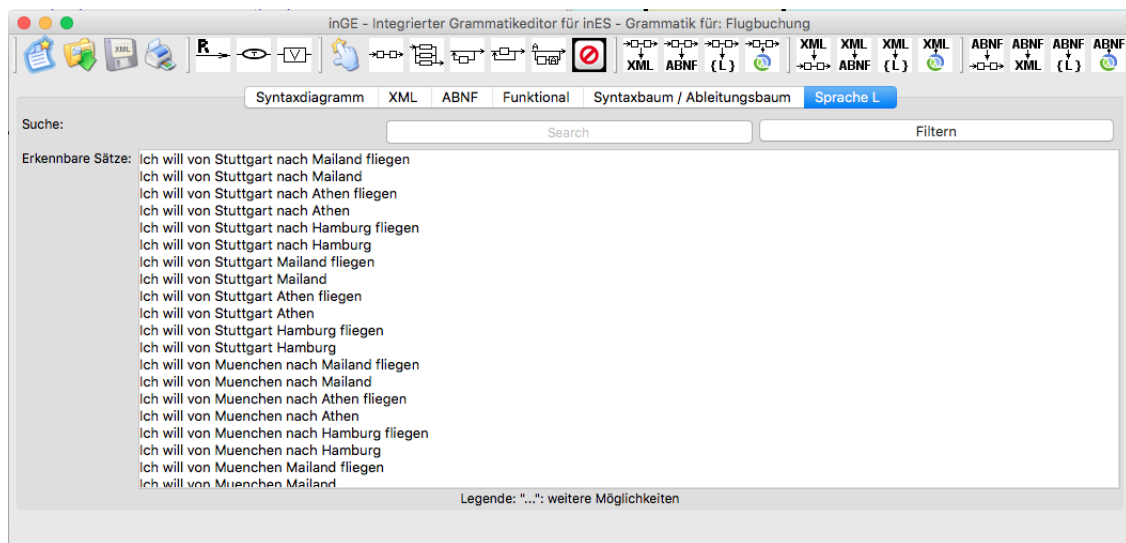 inGE - Integrierter Grammatikeditor für inES - Grammatik für: Flugbuchung
XML R T V A XML ABNF {L} XML XML XML XML ABNF ABNF ABNF ABNF
ABNF {L} XML {L}
Syntaxdiagramm XML ABNF Funktional Syntaxbaum / Ableitungsbaum Sprache L
Suche: Search Filtern
Erkennbare Sätze: Ich will von Stuttgart nach Mailand fliegen
Ich will von Stuttgart nach Mailand
Ich will von Stuttgart nach Athen fliegen
Ich will von Stuttgart nach Athen
Ich will von Stuttgart nach Hamburg fliegen
Ich will von Stuttgart nach Hamburg
Ich will von Stuttgart Mailand fliegen
Ich will von Stuttgart Mailand
Ich will von Stuttgart Athen fliegen
Ich will von Stuttgart Athen
Ich will von Stuttgart Hamburg fliegen
Ich will von Stuttgart Hamburg
Ich will von Muenchen nach Mailand fliegen
Ich will von Muenchen nach Mailand
Ich will von Muenchen nach Athen fliegen
Ich will von Muenchen nach Athen
Ich will von Muenchen nach Hamburg fliegen
Ich will von Muenchen nach Hamburg
Ich will von Muenchen Mailand fliegen
Ich will von Muenchen Mailand
Legende: "...": weitere Möglichkeiten